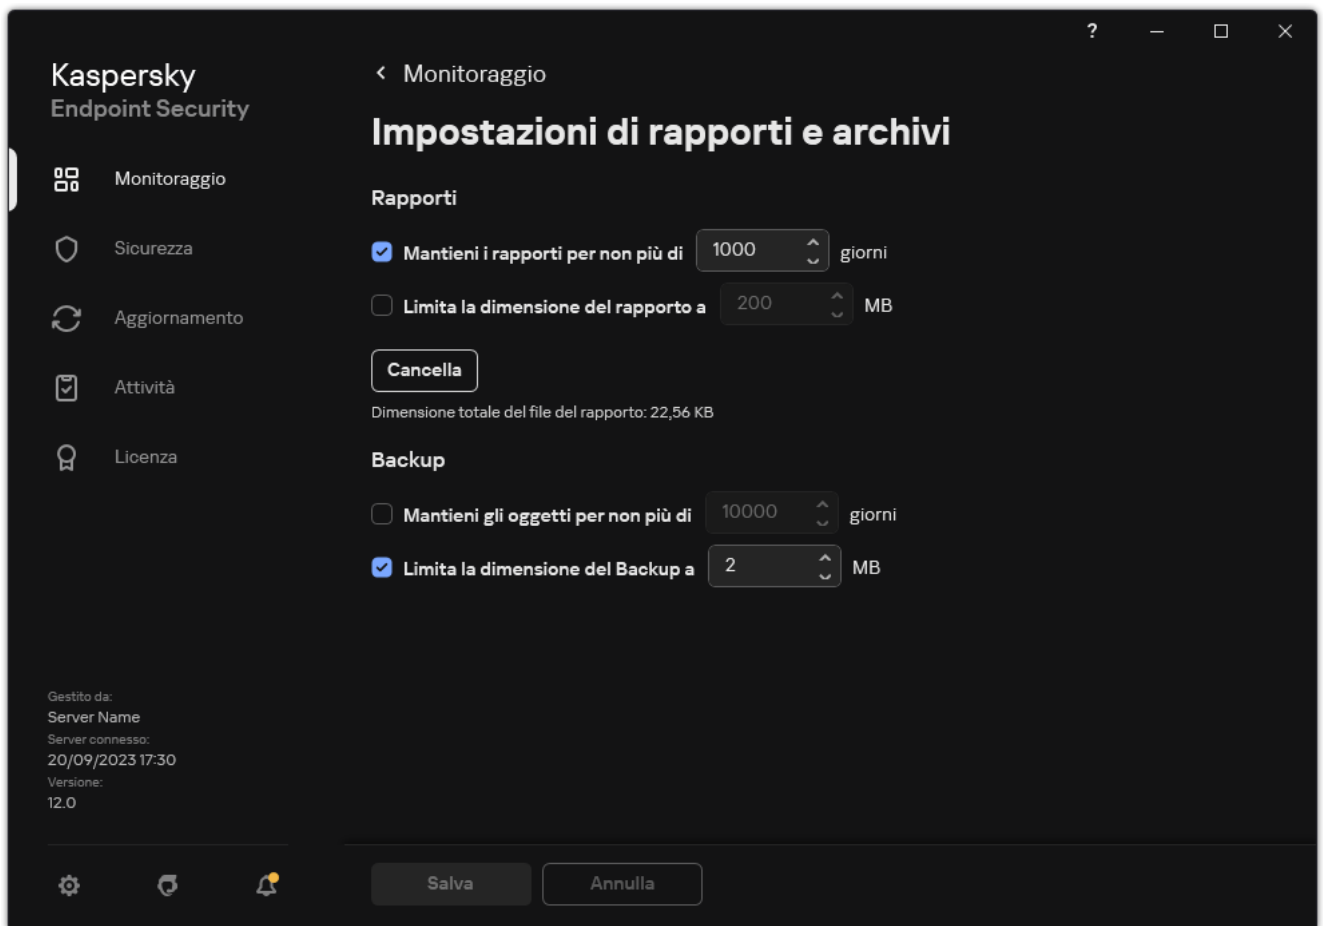 ?
Kaspersky
Endpoint Security
Monitoraggio
Sicurezza
Aggiornamento
Attività
Licenza
Gestito da:
Server Name
Server connesso:
20/09/2023 17:30
Versione:
12.0
Monitoraggio
Impostazioni di rapporti e archivi
Rapporti
Mantieni i rapporti per non più di 1000 giorni
Limita la dimensione del rapporto a 200 MB
Cancella
Dimensione totale del file del rapporto: 22,56 KB
Backup
Mantieni gli oggetti per non più di 10000 giorni
Limita la dimensione del Backup a 2 MB
Salva Annulla